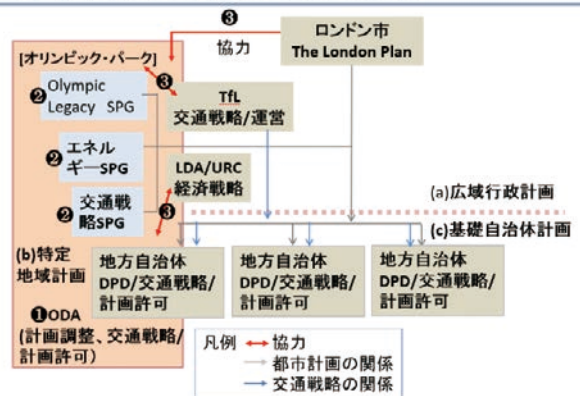 ❸
ロンドン市
The London Plan
協力
[オリンピック・パーク]
❸
❷
Olympic
Legacy SPG
TfL
交通戦略/運営
❷
エネル
ギーSPG
LDA/URC
経済戦略
❷
交通戦
略SPG
❸
(a)広域行政計画
(c)基礎自治体計画
(b)特定
地域計画
地方自治体
DPD/交通戦略/
計画許可
地方自治体
DPD/交通戦略/
計画許可
地方自治体
DPD/交通戦略/
計画許可
❶ODA
(計画調整、交通戦略/
計画許可)
凡例
協力
都市計画の関係
交通戦略の関係